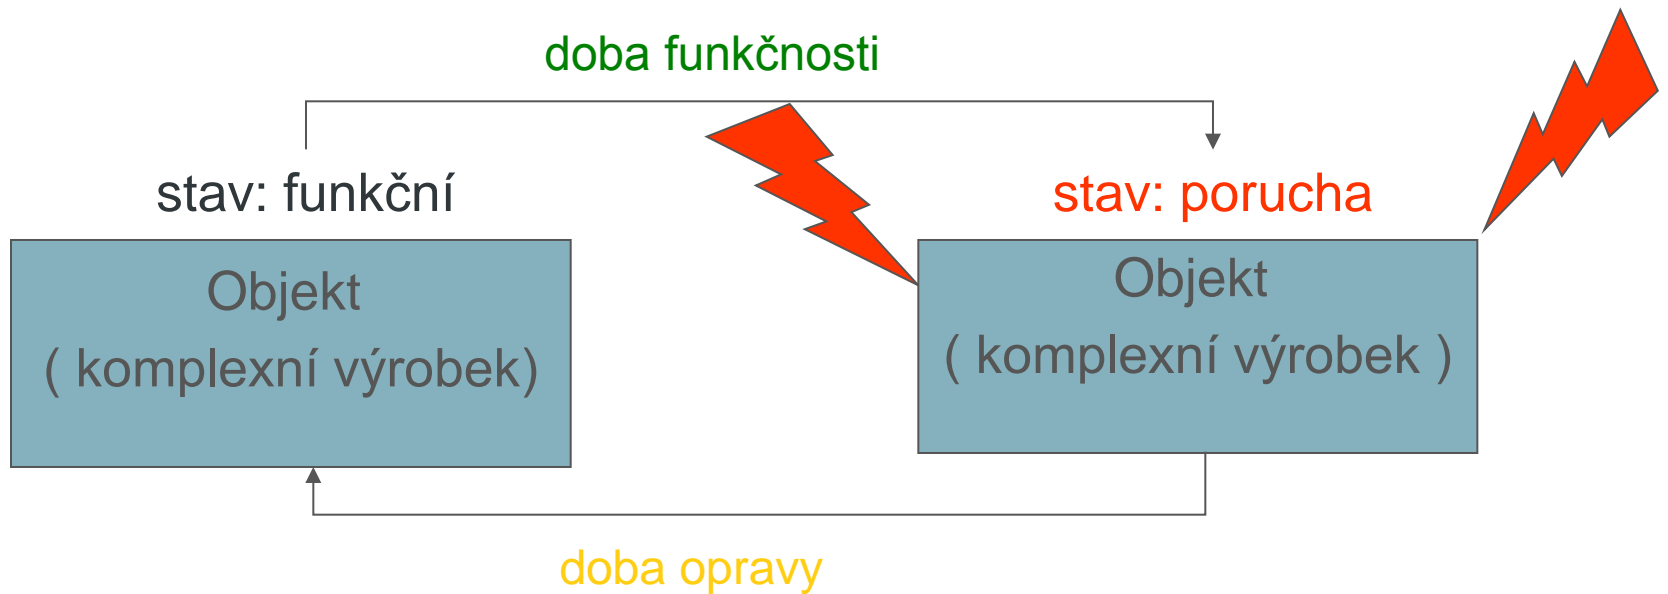 doba funkčnosti
stav: funkční
stav: porucha
Objekt
( komplexní výrobek)
Objekt
( komplexní výrobek )
doba opravy